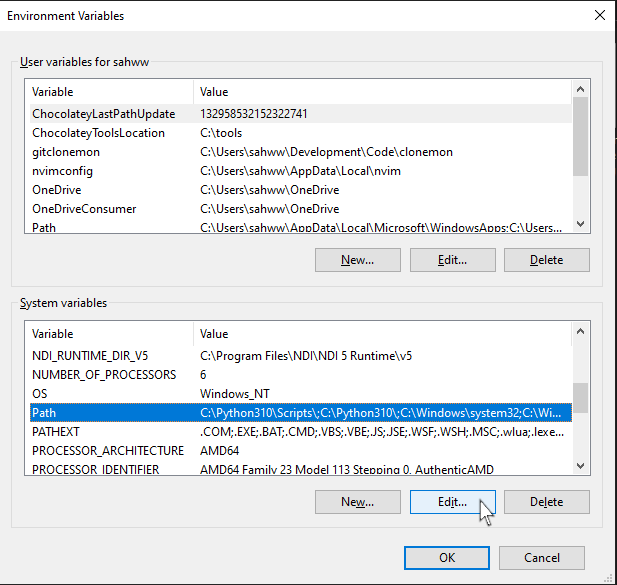 Environment Variables
User variables for sahww
Variable Value
ChocolateyLastPathUpdate 132958532152322741
ChocolateyToolsLocation C:\tools
gitclonemon C:\Users\sahww\Development\Code\clonemon
nvimconfig C:\Users\sahww\AppData\Local\nvim
OneDrive C:\Users\sahww\OneDrive
OneDriveConsumer C:\Users\sahww\OneDrive
Path C:\Users\sahww\AppData\Local\Microsoft\WindowsApps;C:\Users...
New... Edit... Delete
System variables
Variable Value
NDI_RUNTIME_DIR_V5 C:\Program Files\NDI\NDI 5 Runtime\v5
NUMBER_OF_PROCESSORS 6
OS Windows_NT
Path C:\Python310\Scripts\;C:\Python310\;C:\Windows\system32;C:\Wi...
PATHEXT .COM;.EXE;.BAT;.CMD;.VBS;.VBE;.JS;.JSE;.WSF;.WSH;.MSC;.wlua;.lexe...
PROCESSOR_ARCHITECTURE AMD64
PROCESSOR_IDENTIFIER AMD64 Family 23 Model 113 Stepping 0, AuthenticAMD
New... Edit... Delete
OK Cancel